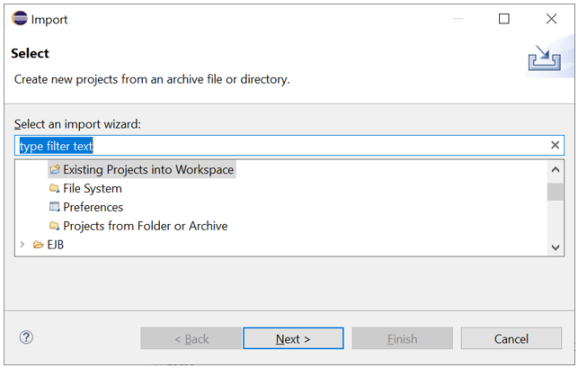 Import
Select
Create new projects from an archive file or directory.
Select an import wizard:
type filter text
Existing Projects into Workspace
File System
Preferences
Projects from Folder or Archive
EJB
< Back
Next >
Finish
Cancel